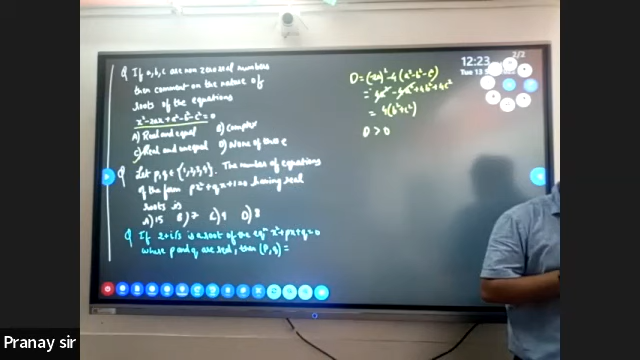 Q If a, b, c are non zero real numbers
then comment on the nature of
roots of the equations
x² - 2ax + a² - b² - c² = 0
A) Real and equal B) Complex
C) Real and unequal D) None of these
Q Let p, q ∈ {1, 2, 3, 4}. The number of equations
of the form px² + qx + 1 = 0 having real
roots is
A) 15 B) 7 C) 9 D) 8
Q If 2+i√3 is a root of the eqⁿ x²+px+q=0
where p and q are real, then (p, q) =
D = (-2a)² - 4(a² - b² - c²)
= 4a² - 4a² + 4b² + 4c²
= 4(b² + c²)
D > 0
2/2
12:23
Tue 13
Pranay sir